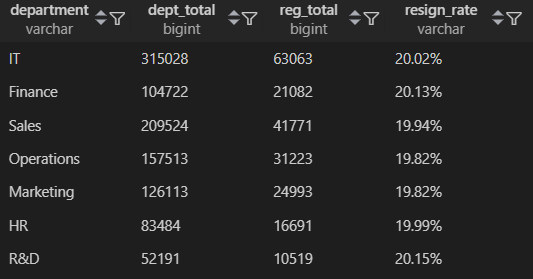 department dept_total reg_total resign_rate
varchar bigint bigint varchar
IT 315028 63063 20.02%
Finance 104722 21082 20.13%
Sales 209524 41771 19.94%
Operations 157513 31223 19.82%
Marketing 126113 24993 19.82%
HR 83484 16691 19.99%
R&D 52191 10519 20.15%